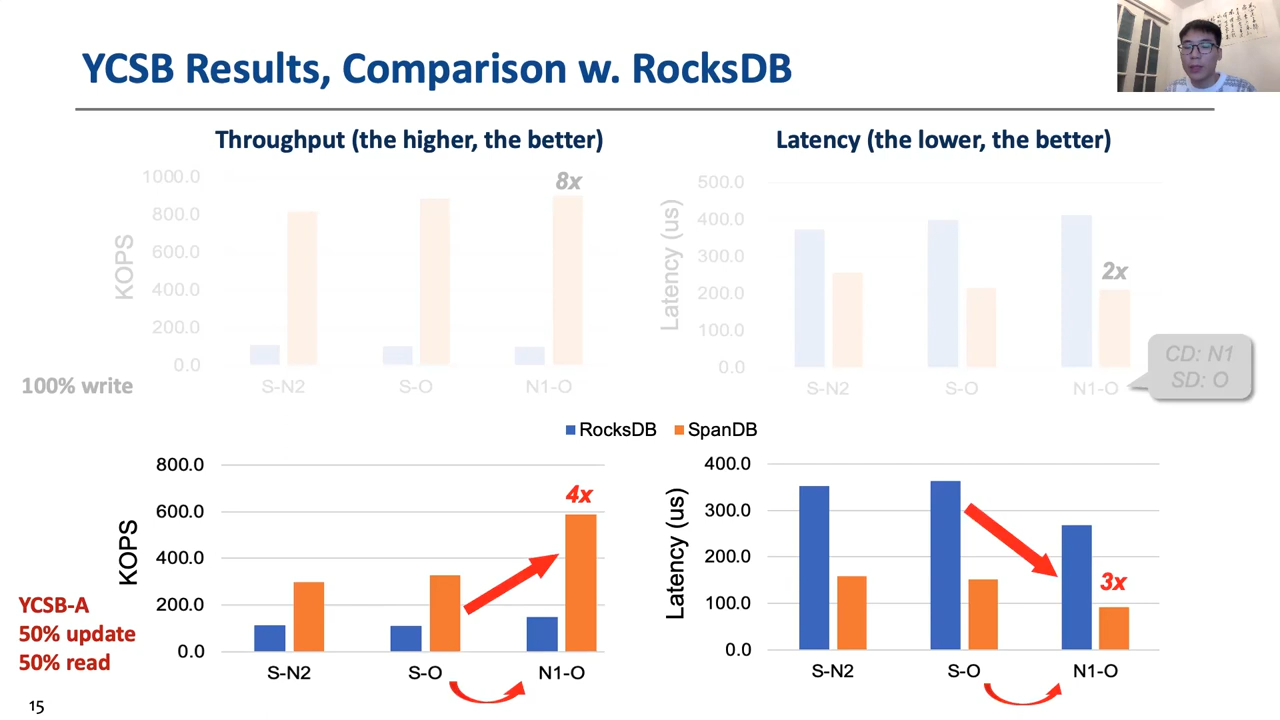 YCSB Results, Comparison w. RocksDB
Throughput (the higher, the better)
Latency (the lower, the better)
1000.0
800.0
600.0
400.0
200.0
0.0
KOPS
8x
S-N2
S-O
N1-O
100% write
500.0
400.0
300.0
200.0
100.0
0.0
Latency (us)
2x
S-N2
S-O
N1-O
CD: N1
SD: O
RocksDB
SpanDB
800.0
600.0
400.0
200.0
0.0
KOPS
4x
S-N2
S-O
N1-O
YCSB-A
50% update
50% read
400.0
300.0
200.0
100.0
0.0
Latency (us)
3x
S-N2
S-O
N1-O
15